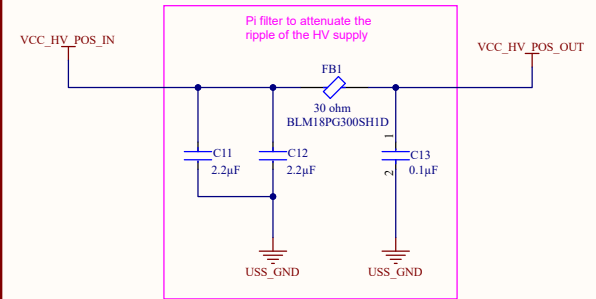 Pi filter to attenuate the
ripple of the HV supply
VCC_HV_POS_IN
VCC_HV_POS_OUT
FB1
30 ohm
BLM18PG300SH1D
C11
2.2µF
C12
2.2µF
1
C13
2
0.1µF
USS_GND
USS_GND